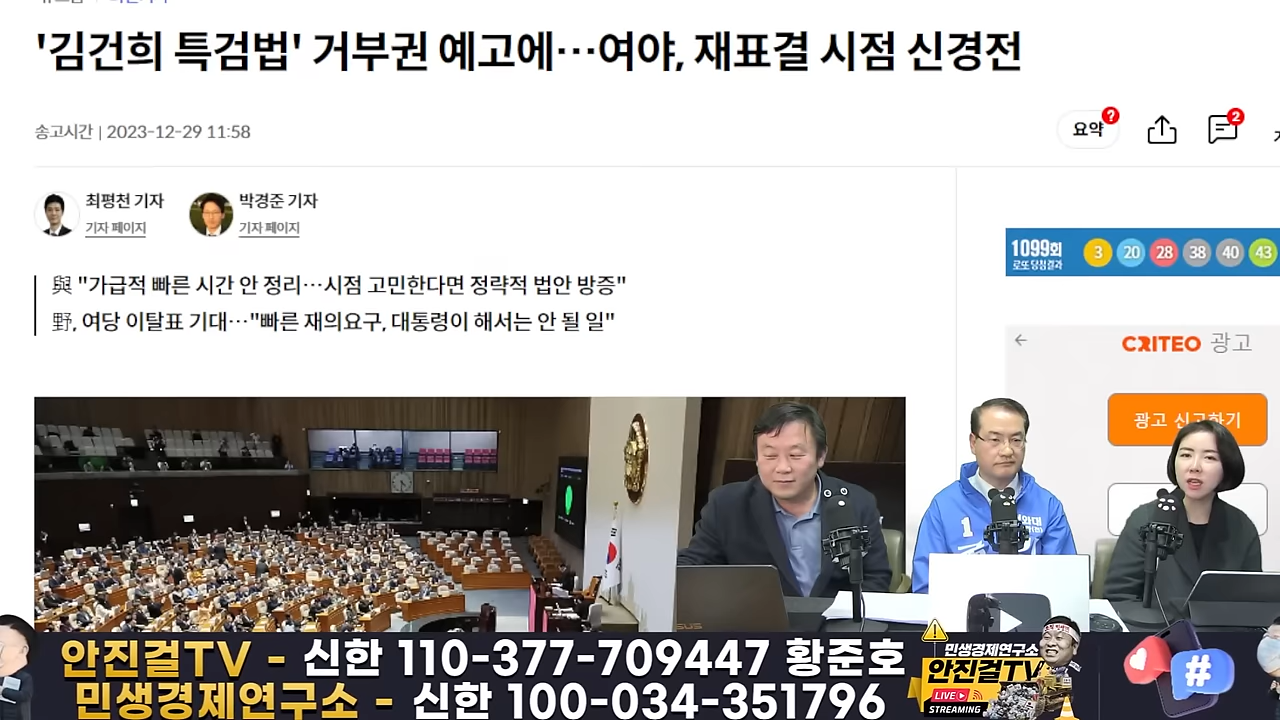 '김건희 특검법' 거부권 예고에…여야, 재표결 시점 신경전
송고시간 | 2023-12-29 11:58
요약
?
2
최평천 기자
기자 페이지
박경준 기자
기자 페이지
與 "가급적 빠른 시간 안 정리…시점 고민한다면 정략적 법안 방증"
野, 여당 이탈표 기대…"빠른 재의요구, 대통령이 해서는 안 될 일"
1099회
로또 당첨결과
3 20 28 38 40 43
CRITEO 광고
광고 신고하기
1
안진걸TV - 신한 110-377-709447 황준호
민생경제연구소 - 신한 100-034-351796
민생경제연구소
안진걸TV
LIVE
STREAMING
#